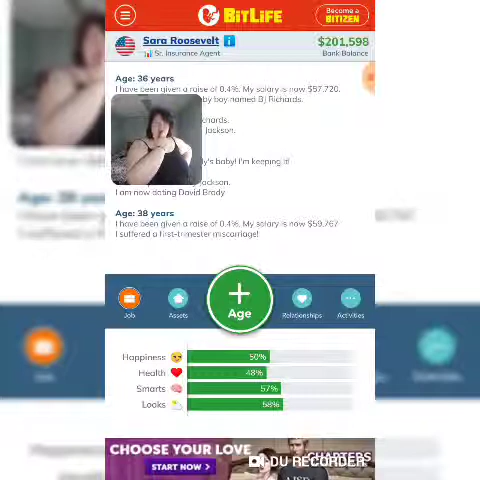 BitLife
Become a
BITIZEN
Sara Roosevelt
$201,598
Sr. Insurance Agent
Bank Balance
Age: 36 years
I have been given a raise of 0.4%. My salary is now $57,720.
by boy named BJ Richards.
chards.
Jackson.
y's baby! I'm keeping it!
Jackson.
I am now dating David Brady
Age: 38 years
I have been given a raise of 0.4%. My salary is now $59,767
I suffered a first-trimester miscarriage!
Age
Job
Assets
Relationships
Activities
Happiness
50%
Health
48%
Smarts
57%
Looks
58%
CHOOSE YOUR LOVE
START NOW >
CHAPTERS
DU RECORDER